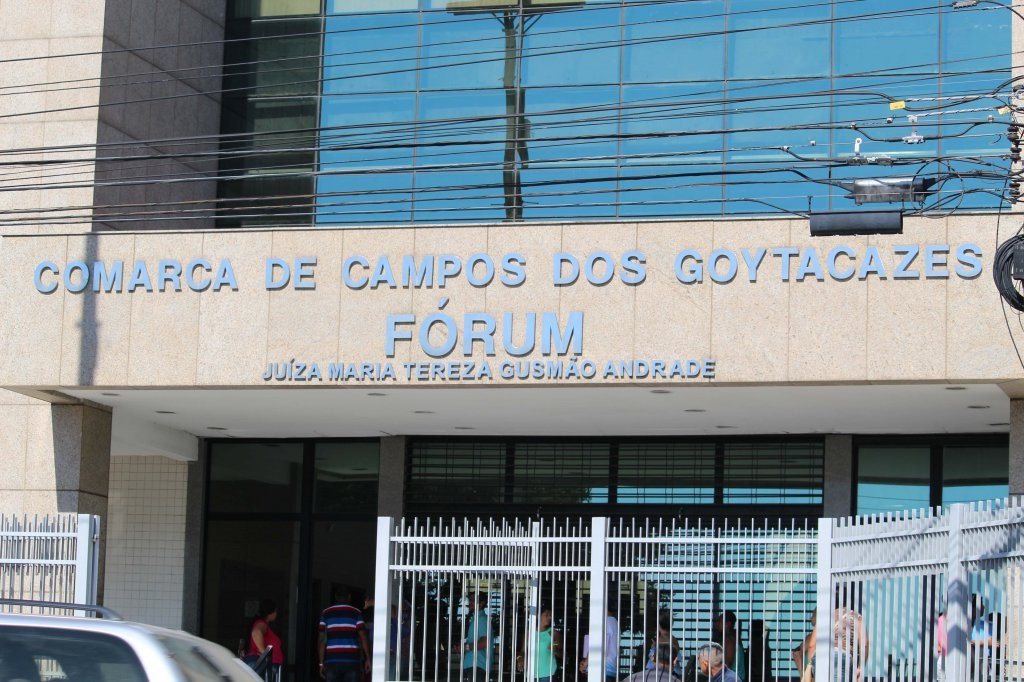 COMARCA DE CAMPOS DOS GOYTACAZES
FÓRUM
JUÍZA MARIA TEREZA GUSMÃO ANDRADE